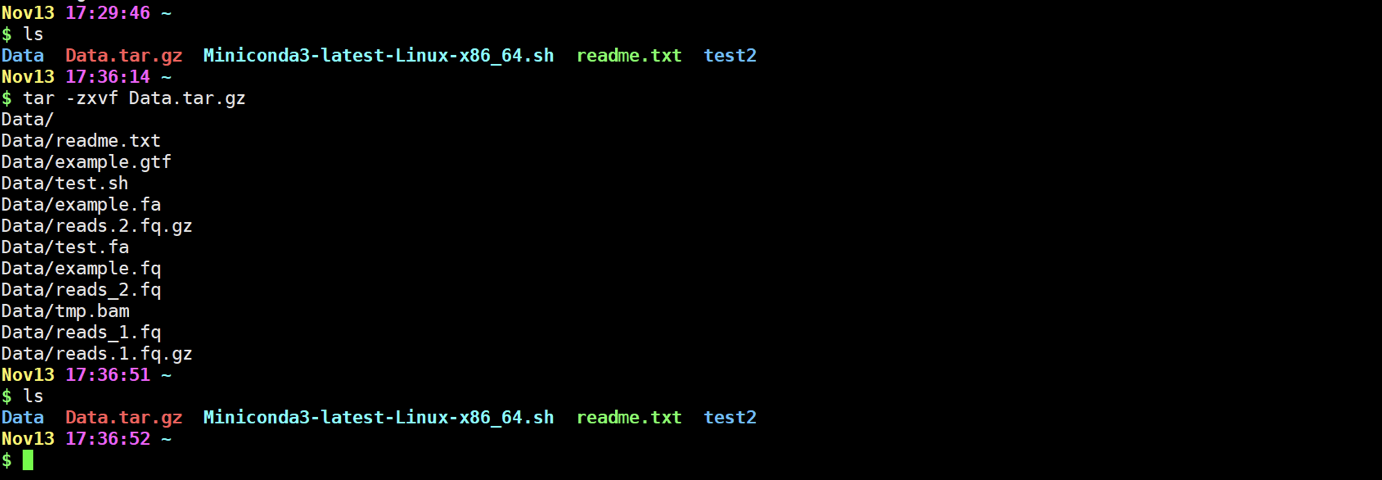 Nov13 17:29:46 ~
$ ls
Data  Data.tar.gz  Miniconda3-latest-Linux-x86_64.sh  readme.txt  test2
Nov13 17:36:14 ~
$ tar -zxvf Data.tar.gz
Data/
Data/readme.txt
Data/example.gtf
Data/test.sh
Data/example.fa
Data/reads.2.fq.gz
Data/test.fa
Data/example.fq
Data/reads_2.fq
Data/tmp.bam
Data/reads_1.fq
Data/reads.1.fq.gz
Nov13 17:36:51 ~
$ ls
Data  Data.tar.gz  Miniconda3-latest-Linux-x86_64.sh  readme.txt  test2
Nov13 17:36:52 ~
$